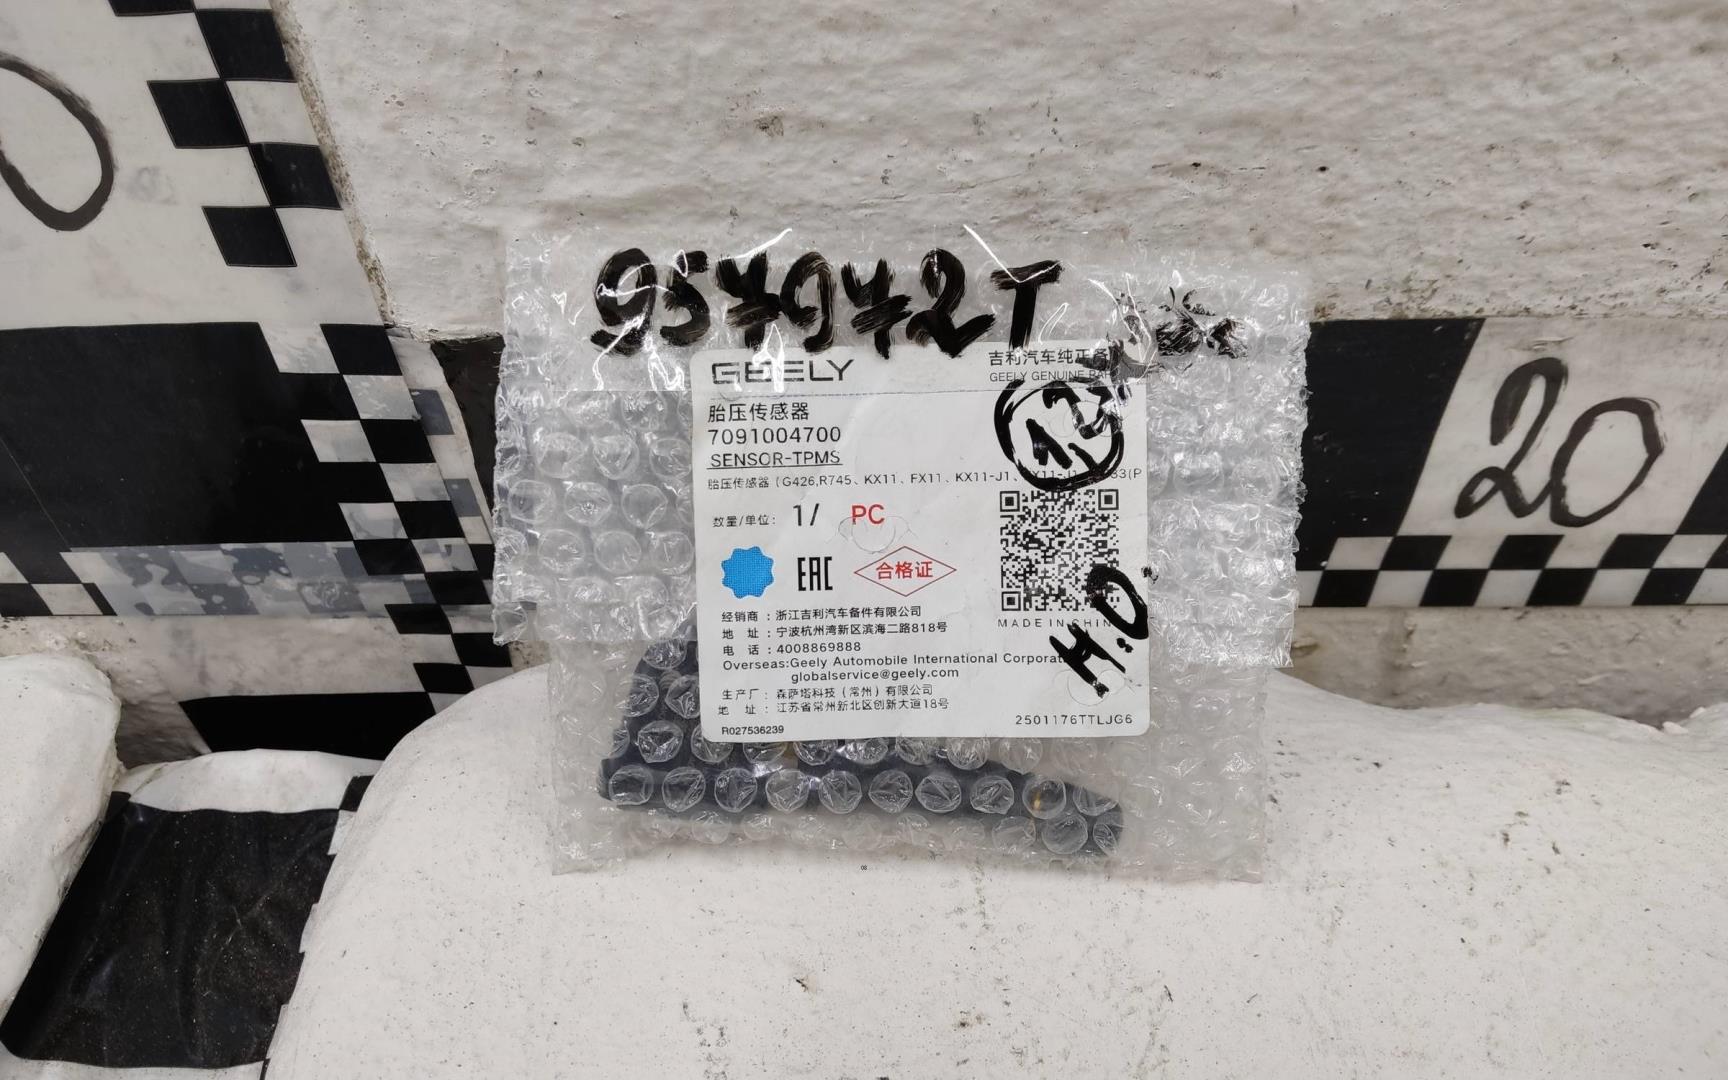 957972T
GEELY
吉利汽车纯正备
GEELY GENUINE PA
胎压传感器
7091004700
SENSOR-TPMS
胎压传感器(G426,R745、KX11、FX11、KX11-J1、
数量/单位: 1/ PC
EAC
合格证
MADE IN CHIN
经销商:浙江吉利汽车备件有限公司
地 址:宁波杭州湾新区滨海二路818号
电 话:4008869888
Overseas:Geely Automobile International Corporat
globalservice@geely.com
生产厂:森萨塔科技(常州)有限公司
地 址:江苏省常州新北区创新大道18号
R027536239
2501176TTLJG6
H.O.
20